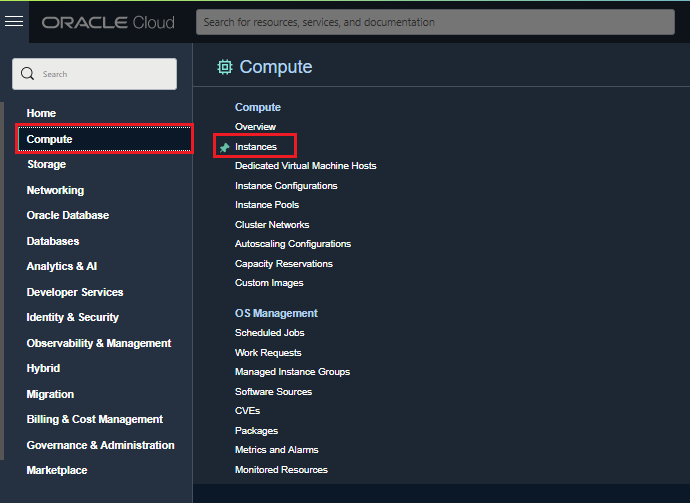 ORACLE Cloud
Search for resources, services, and documentation
Search
Home
Compute
Storage
Networking
Oracle Database
Databases
Analytics & AI
Developer Services
Identity & Security
Observability & Management
Hybrid
Migration
Billing & Cost Management
Governance & Administration
Marketplace
Compute
Compute
Overview
Instances
Dedicated Virtual Machine Hosts
Instance Configurations
Instance Pools
Cluster Networks
Autoscaling Configurations
Capacity Reservations
Custom Images
OS Management
Scheduled Jobs
Work Requests
Managed Instance Groups
Software Sources
CVEs
Packages
Metrics and Alarms
Monitored Resources